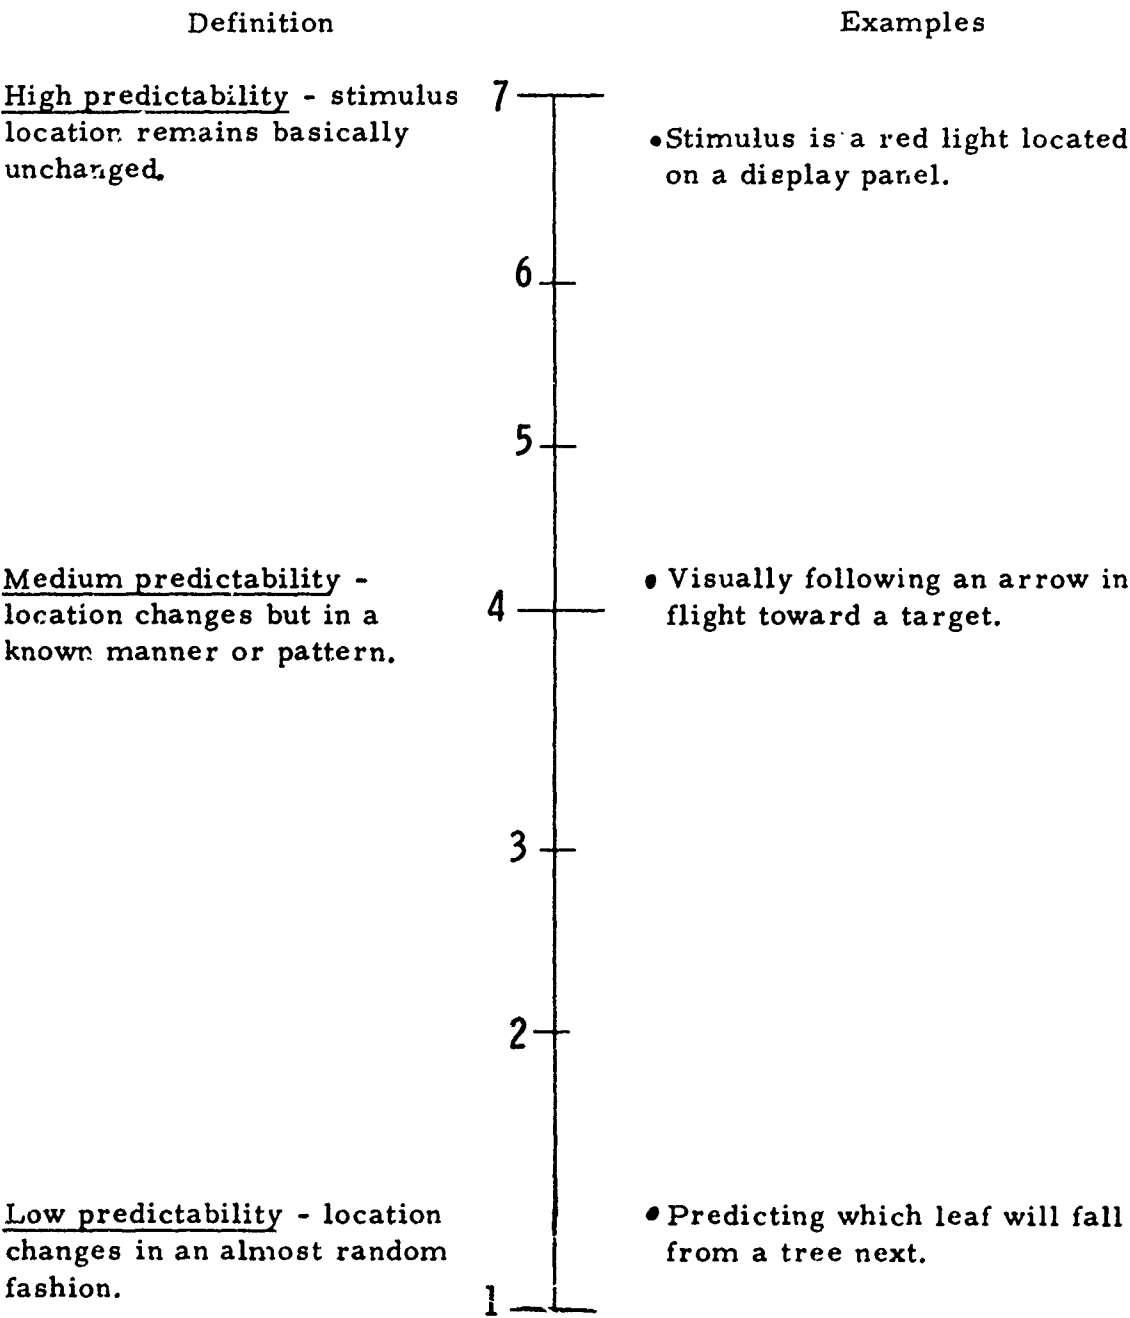 Definition
Examples
High predictability - stimulus
location remains basically
unchanged.
7
•Stimulus is a red light located
on a display panel.
6
5
Medium predictability -
location changes but in a
known manner or pattern.
4
• Visually following an arrow in
flight toward a target.
3
2
Low predictability - location
changes in an almost random
fashion.
1
• Predicting which leaf will fall
from a tree next.